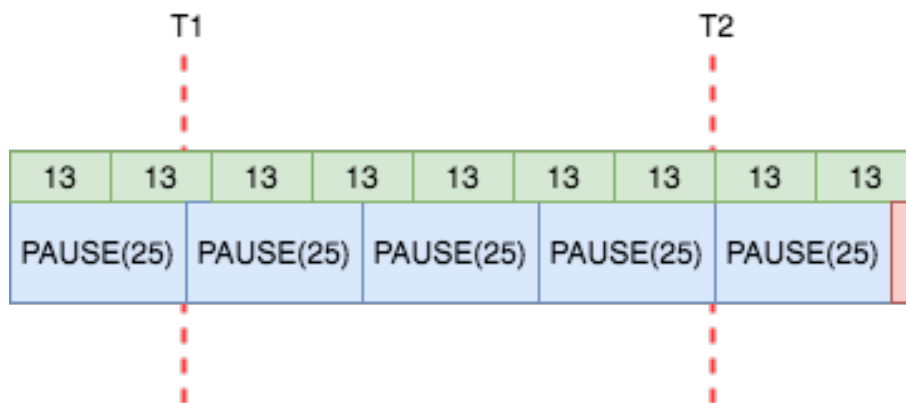 T1 T2
13 13 13 13 13 13 13 13 13
PAUSE(25) PAUSE(25) PAUSE(25) PAUSE(25) PAUSE(25)